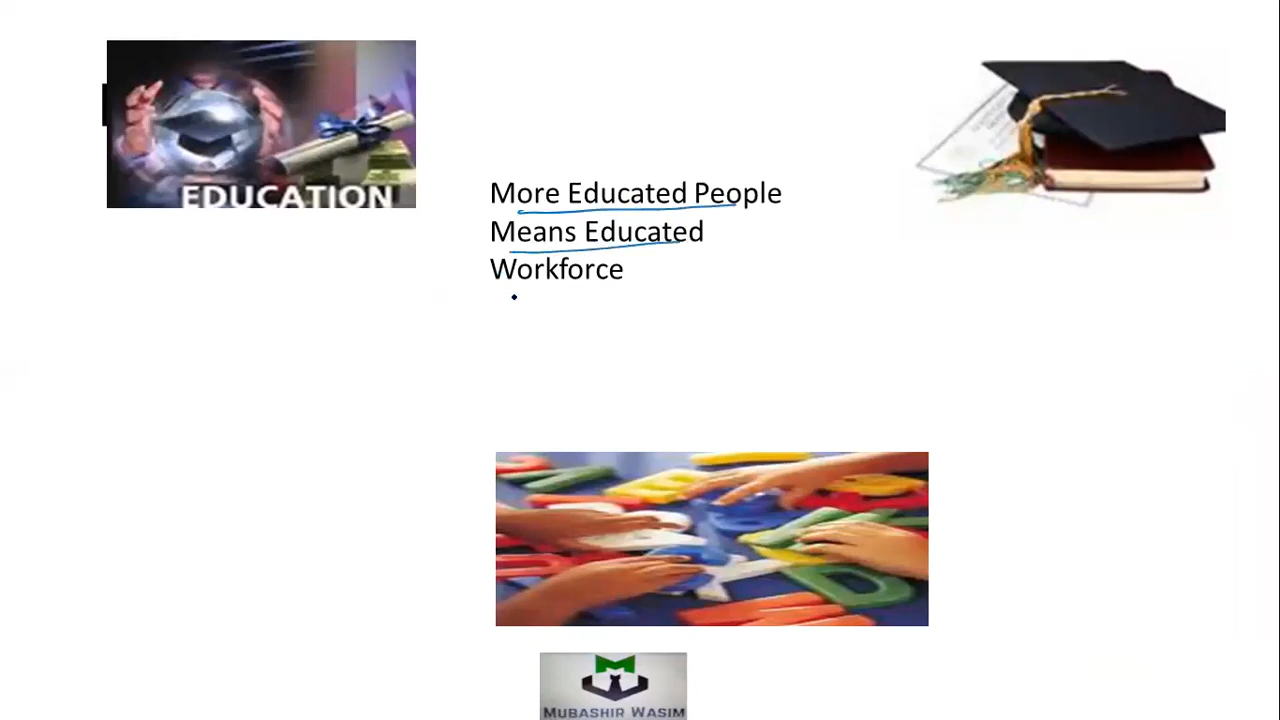 EDUCATION
More Educated People
Means Educated
Workforce
MUBASHIR WASIM